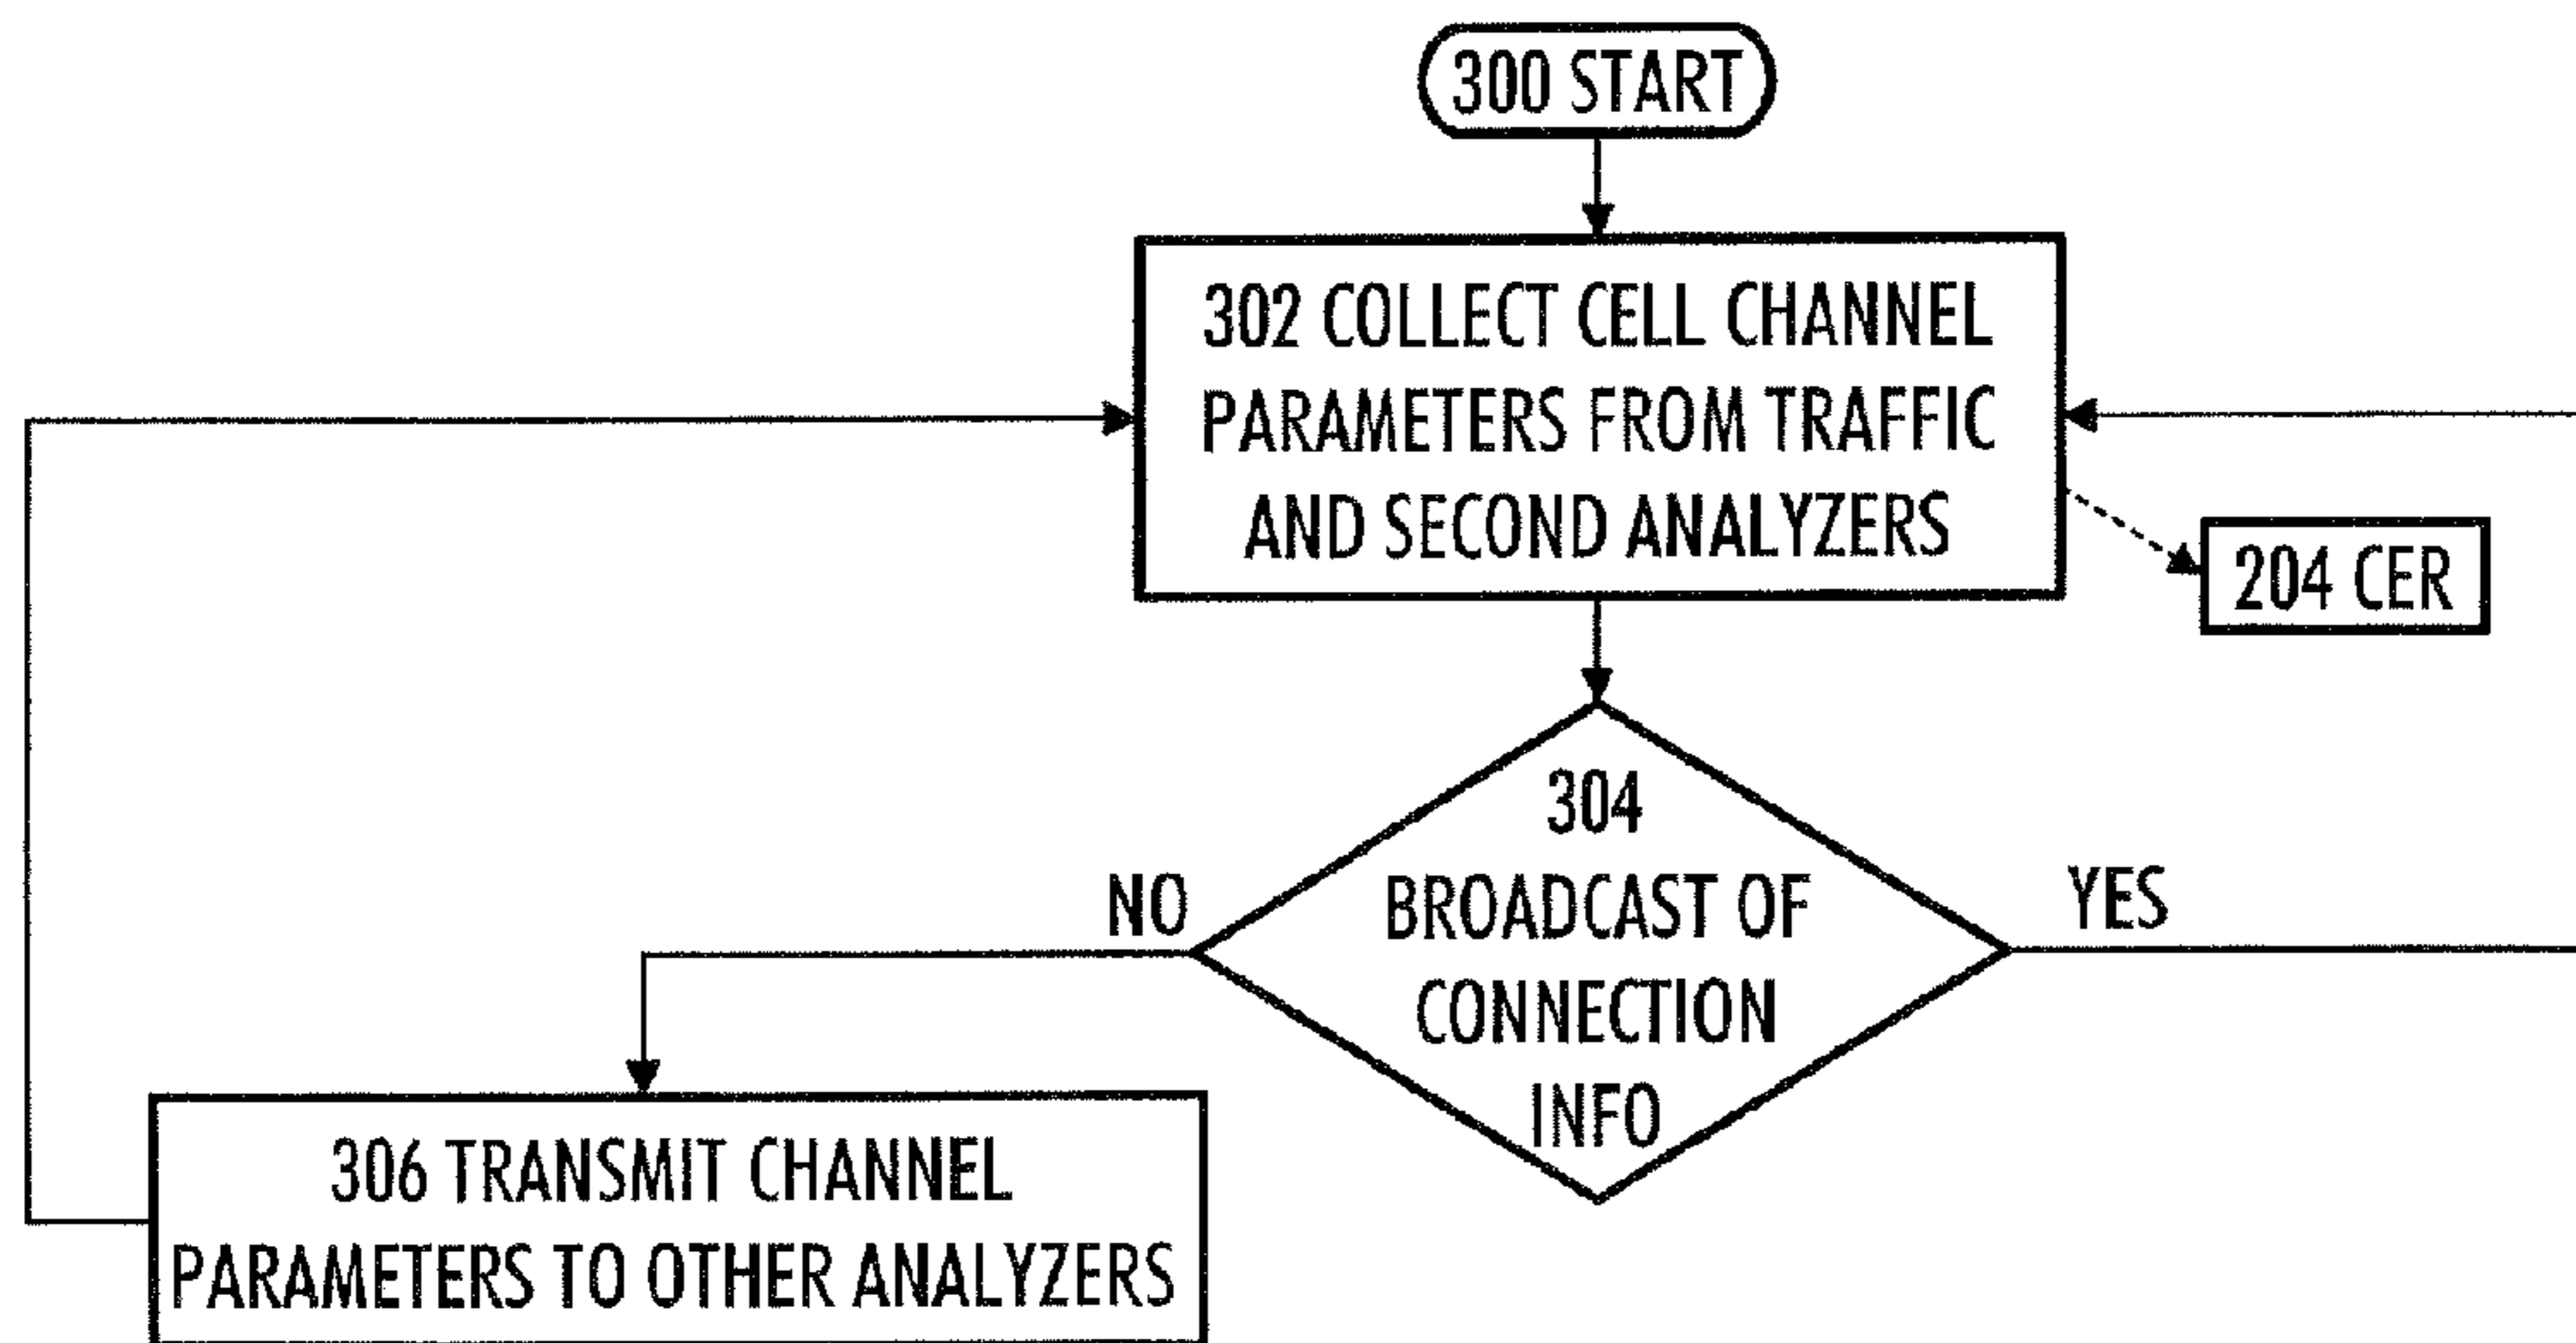 300 START
302 COLLECT CELL CHANNEL
PARAMETERS FROM TRAFFIC
AND SECOND ANALYZERS
204 CER
304
BROADCAST OF
CONNECTION
INFO
NO
YES
306 TRANSMIT CHANNEL
PARAMETERS TO OTHER ANALYZERS